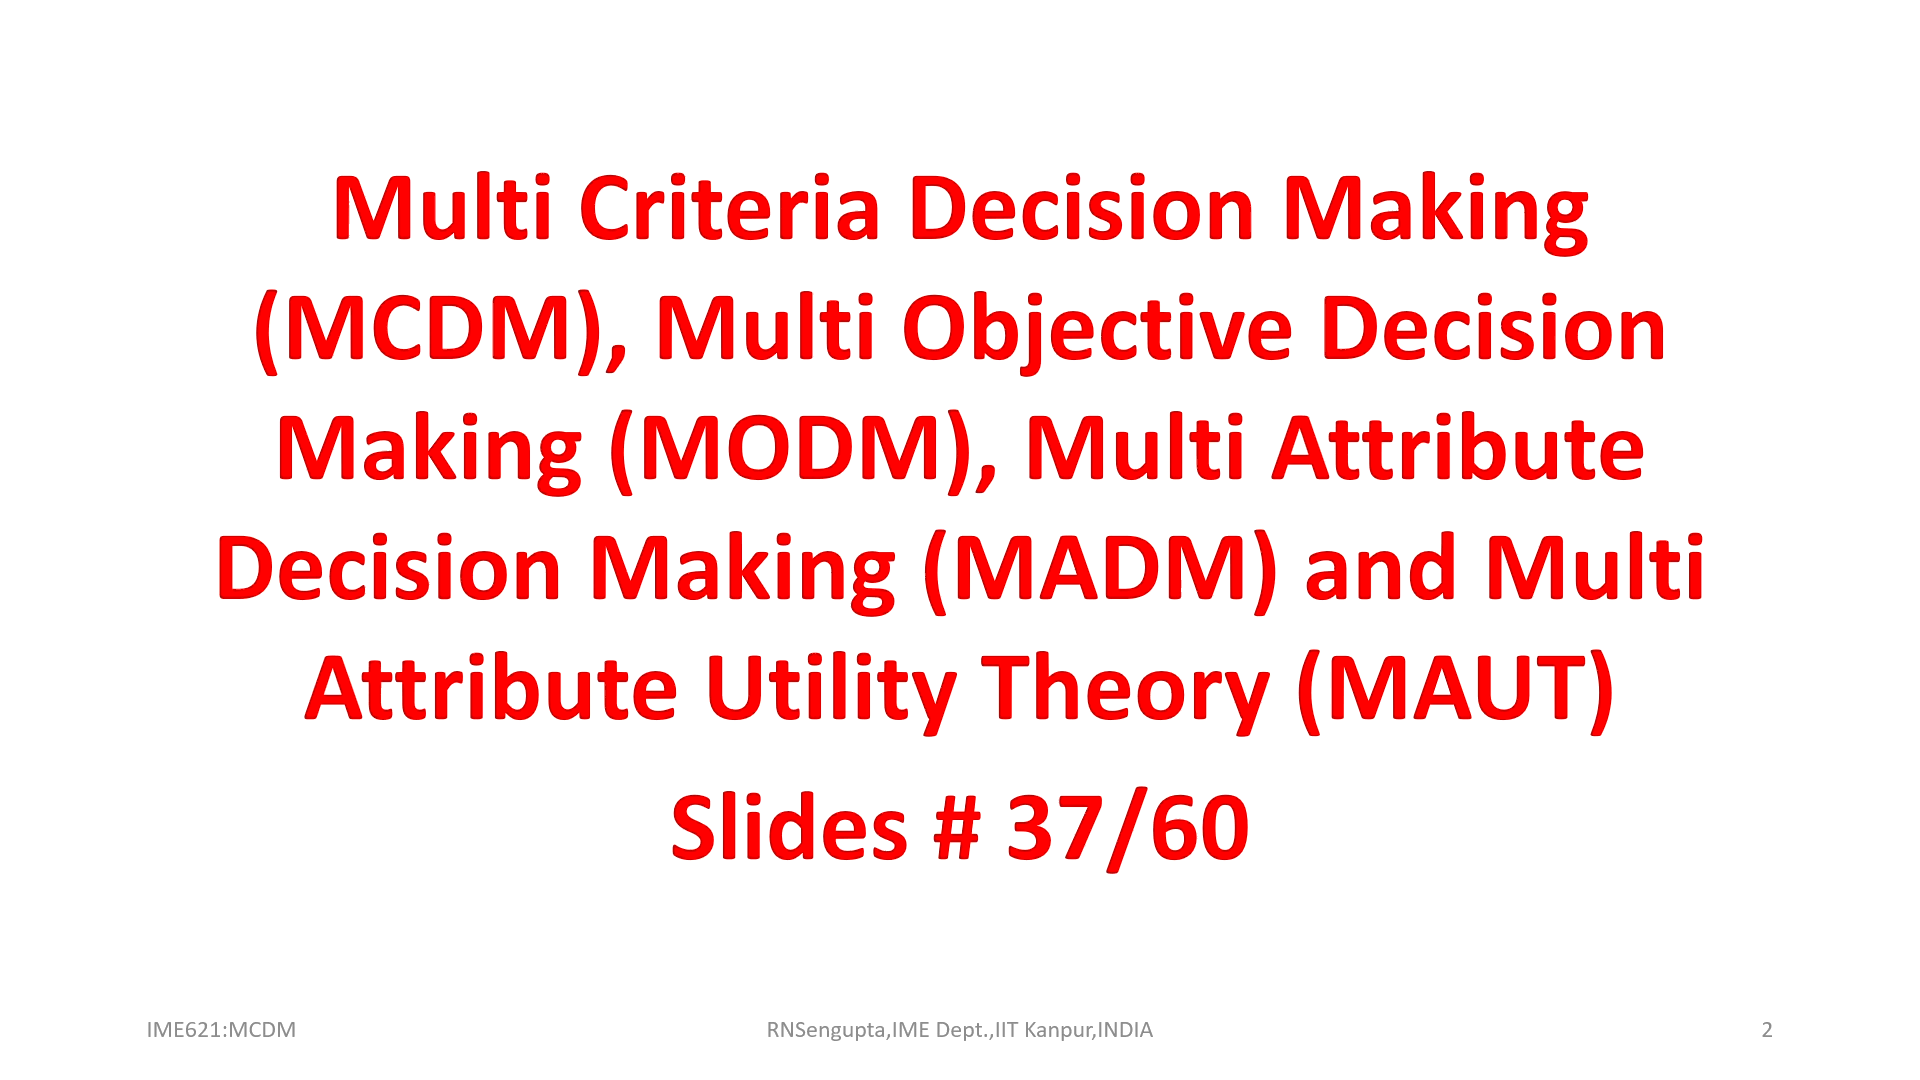 Multi Criteria Decision Making
(MCDM), Multi Objective Decision
Making (MODM), Multi Attribute
Decision Making (MADM) and Multi
Attribute Utility Theory (MAUT)
Slides # 37/60
IME621:MCDM
RNSengupta,IME Dept.,IIT Kanpur,INDIA
2